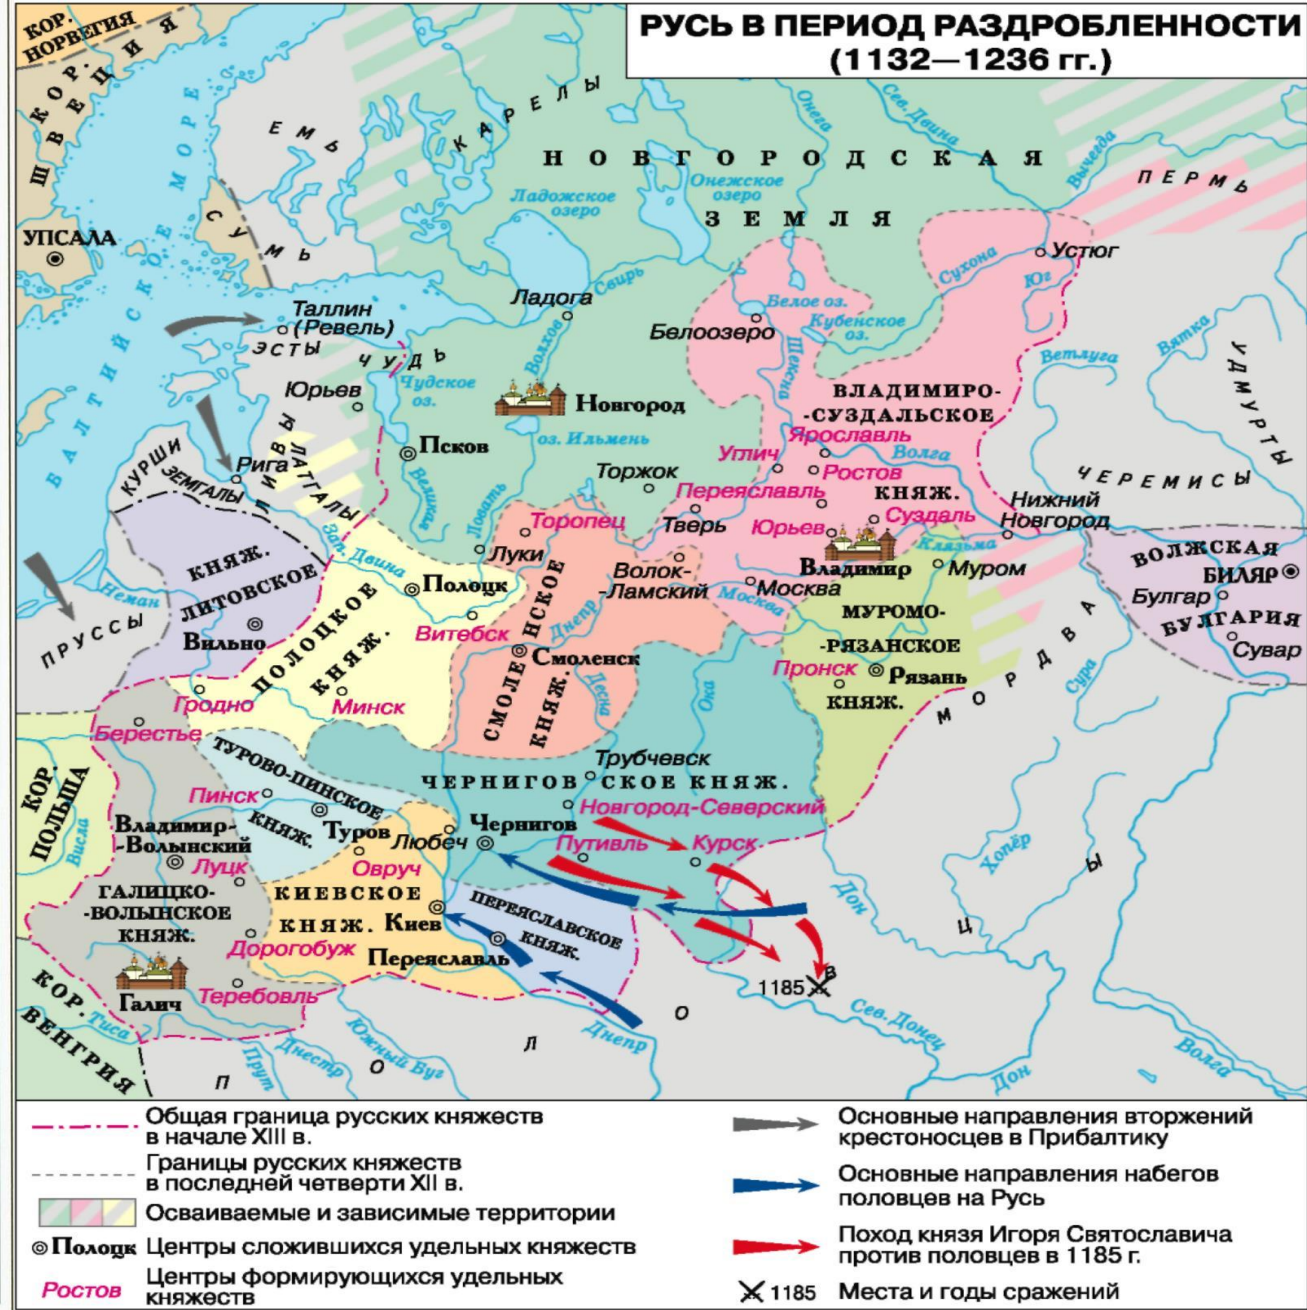 РУСЬ В ПЕРИОД РАЗДРОБЛЕННОСТИ
(1132—1236 гг.)
КОР.
НОРВЕГИЯ
КОР.
ШВЕЦИЯ
УПСАЛА
БАЛТИЙСКОЕ МОРЕ
ЕМЬ
СУМЬ
КАРЕЛЫ
Онега
Сев. Двина
Вычегда
ПЕРМЬ
НОВГОРОДСКАЯ
ЗЕМЛЯ
Ладожское
озеро
Онежское
озеро
Свирь
Сухона
Юг
Устюг
Таллин
(Ревель)
ЭСТЫ
ЧУДЬ
Ладога
Волхов
Белоозеро
Белое оз.
Кубенское
оз.
Шексна
Ветлуга
Вятка
УДМУРТЫ
Юрьев
Чудское
оз.
Новгород
оз. Ильмень
Псков
Великая
Ловать
ВЛАДИМИРО-
-СУЗДАЛЬСКОЕ
КНЯЖ.
Ярославль
Углич
Ростов
Волга
Переяславль
Суздаль
Юрьев
Владимир
Клязьма
Нижний
Новгород
ЧЕРЕМИСЫ
КУРШИ
ЗЕМГАЛЫ
Рига
ЛИВЫ
ЛАТГАЛЫ
Зап. Двина
Торжок
Тверь
Торопец
Луки
Волок-
-Ламский
Москва
Москва
Муром
ВОЛЖСКАЯ
БИЛЯР
Булгар
БУЛГАРИЯ
Сувар
КНЯЖ.
ЛИТОВСКОЕ
Вильно
Неман
ПРУССЫ
Полоцк
Витебск
ПОЛОЦКОЕ
КНЯЖ.
Минск
Гродно
СМОЛЕНСКОЕ
КНЯЖ.
Днепр
Смоленск
Десна
Ока
МУРОМО-
-РЯЗАНСКОЕ
КНЯЖ.
Пронск
Рязань
МОРДВА
Сура
Берестье
КОР.
ПОЛЬША
Висла
ТУРОВО-ПИНСКОЕ
КНЯЖ.
Пинск
Туров
ЧЕРНИГОВСКОЕ КНЯЖ.
Трубчевск
Новгород-Северский
Чернигов
Путивль
Курск
Любеч
Овруч
Владимир-
-Волынский
Луцк
ГАЛИЦКО-
-ВОЛЫНСКОЕ
КНЯЖ.
Дорогобуж
Теребовль
Галич
КИЕВСКОЕ
КНЯЖ.
Киев
Переяславль
ПЕРЕЯСЛАВСКОЕ
КНЯЖ.
Хопёр
Дон
1185
Сев. Донец
Дон
Волга
ПОЛОВЦЫ
Днепр
КОР.
ВЕНГРИЯ
Тиса
Прут
Днестр
Южный Буг
Общая граница русских княжеств
в начале XIII в.
Границы русских княжеств
в последней четверти XII в.
Осваиваемые и зависимые территории
Полоцк Центры сложившихся удельных княжеств
Ростов Центры формирующихся удельных
княжеств
Основные направления вторжений
крестоносцев в Прибалтику
Основные направления набегов
половцев на Русь
Поход князя Игоря Святославича
против половцев в 1185 г.
1185 Места и годы сражений